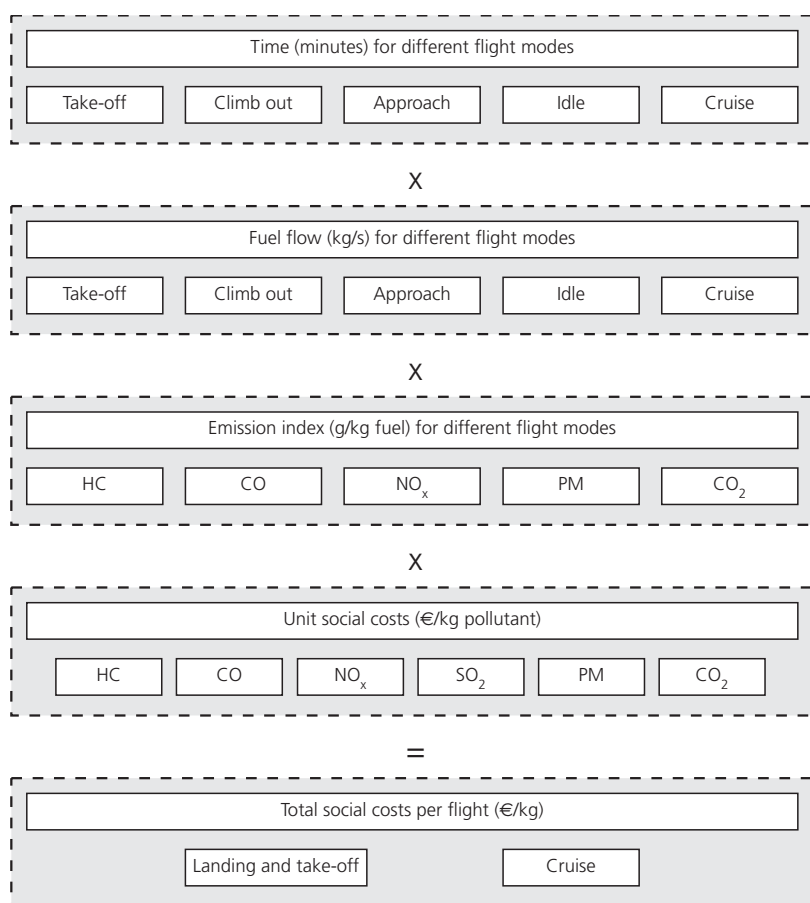 Time (minutes) for different flight modes
Take-off Climb out Approach Idle Cruise
X
Fuel flow (kg/s) for different flight modes
Take-off Climb out Approach Idle Cruise
X
Emission index (g/kg fuel) for different flight modes
HC CO NOx PM CO2
X
Unit social costs (€/kg pollutant)
HC CO NOx SO2 PM CO2
=
Total social costs per flight (€/kg)
Landing and take-off Cruise